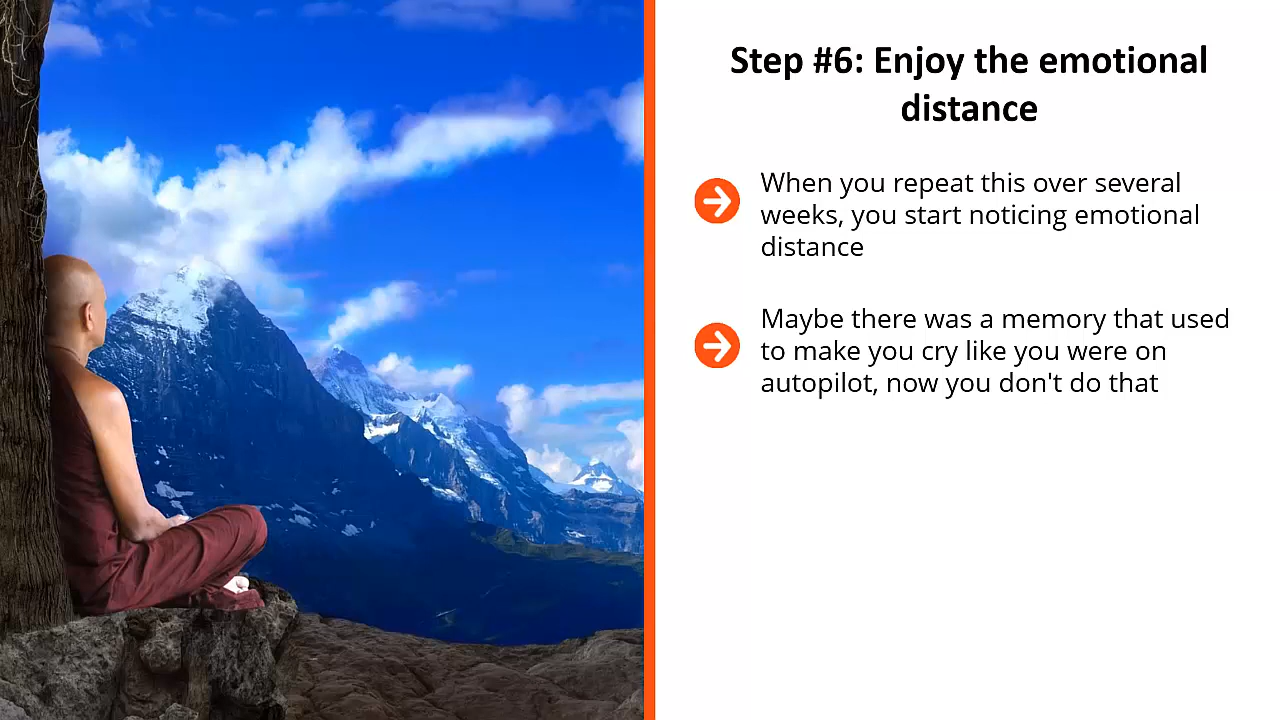 Step #6: Enjoy the emotional
distance
When you repeat this over several
weeks, you start noticing emotional
distance
Maybe there was a memory that used
to make you cry like you were on
autopilot, now you don't do that